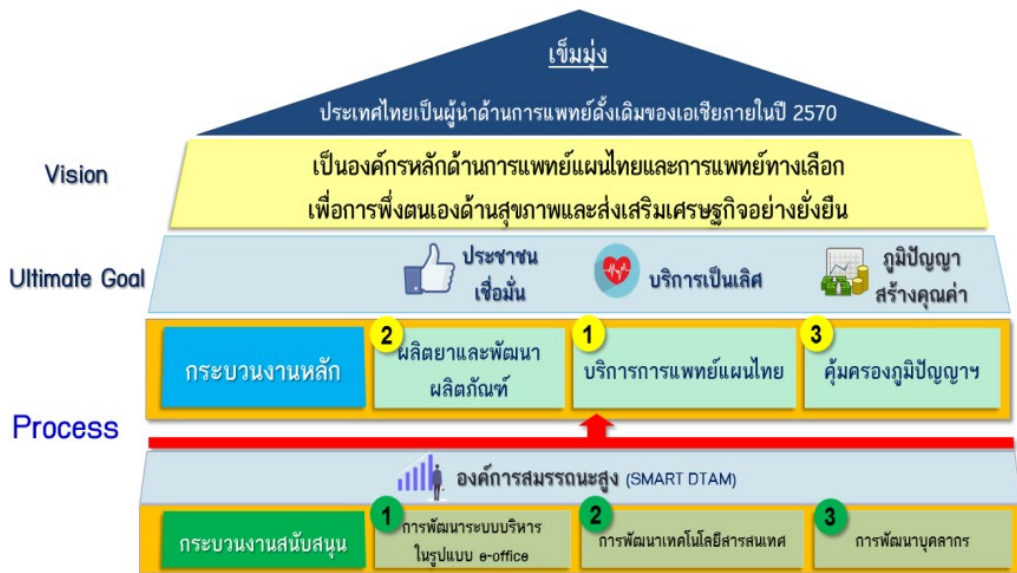 เข็มมุ่ง
ประเทศไทยเป็นผู้นำด้านการแพทย์ดั้งเดิมของเอเชียภายในปี 2570
Vision
เป็นองค์กรหลักด้านการแพทย์แผนไทยและการแพทย์ทางเลือก
เพื่อการพึ่งตนเองด้านสุขภาพและส่งเสริมเศรษฐกิจอย่างยั่งยืน
Ultimate Goal
ประชาชน
เชื่อมั่น
บริการเป็นเลิศ
ภูมิปัญญา
สร้างคุณค่า
Process
กระบวนงานหลัก
2
ผลิตยาและพัฒนา
ผลิตภัณฑ์
1
บริการการแพทย์แผนไทย
3
คุ้มครองภูมิปัญญาฯ
องค์การสมรรถนะสูง (SMART DTAM)
กระบวนงานสนับสนุน
1
การพัฒนาระบบบริหาร
ในรูปแบบ e-office
2
การพัฒนาเทคโนโลยีสารสนเทศ
3
การพัฒนาบุคลากร